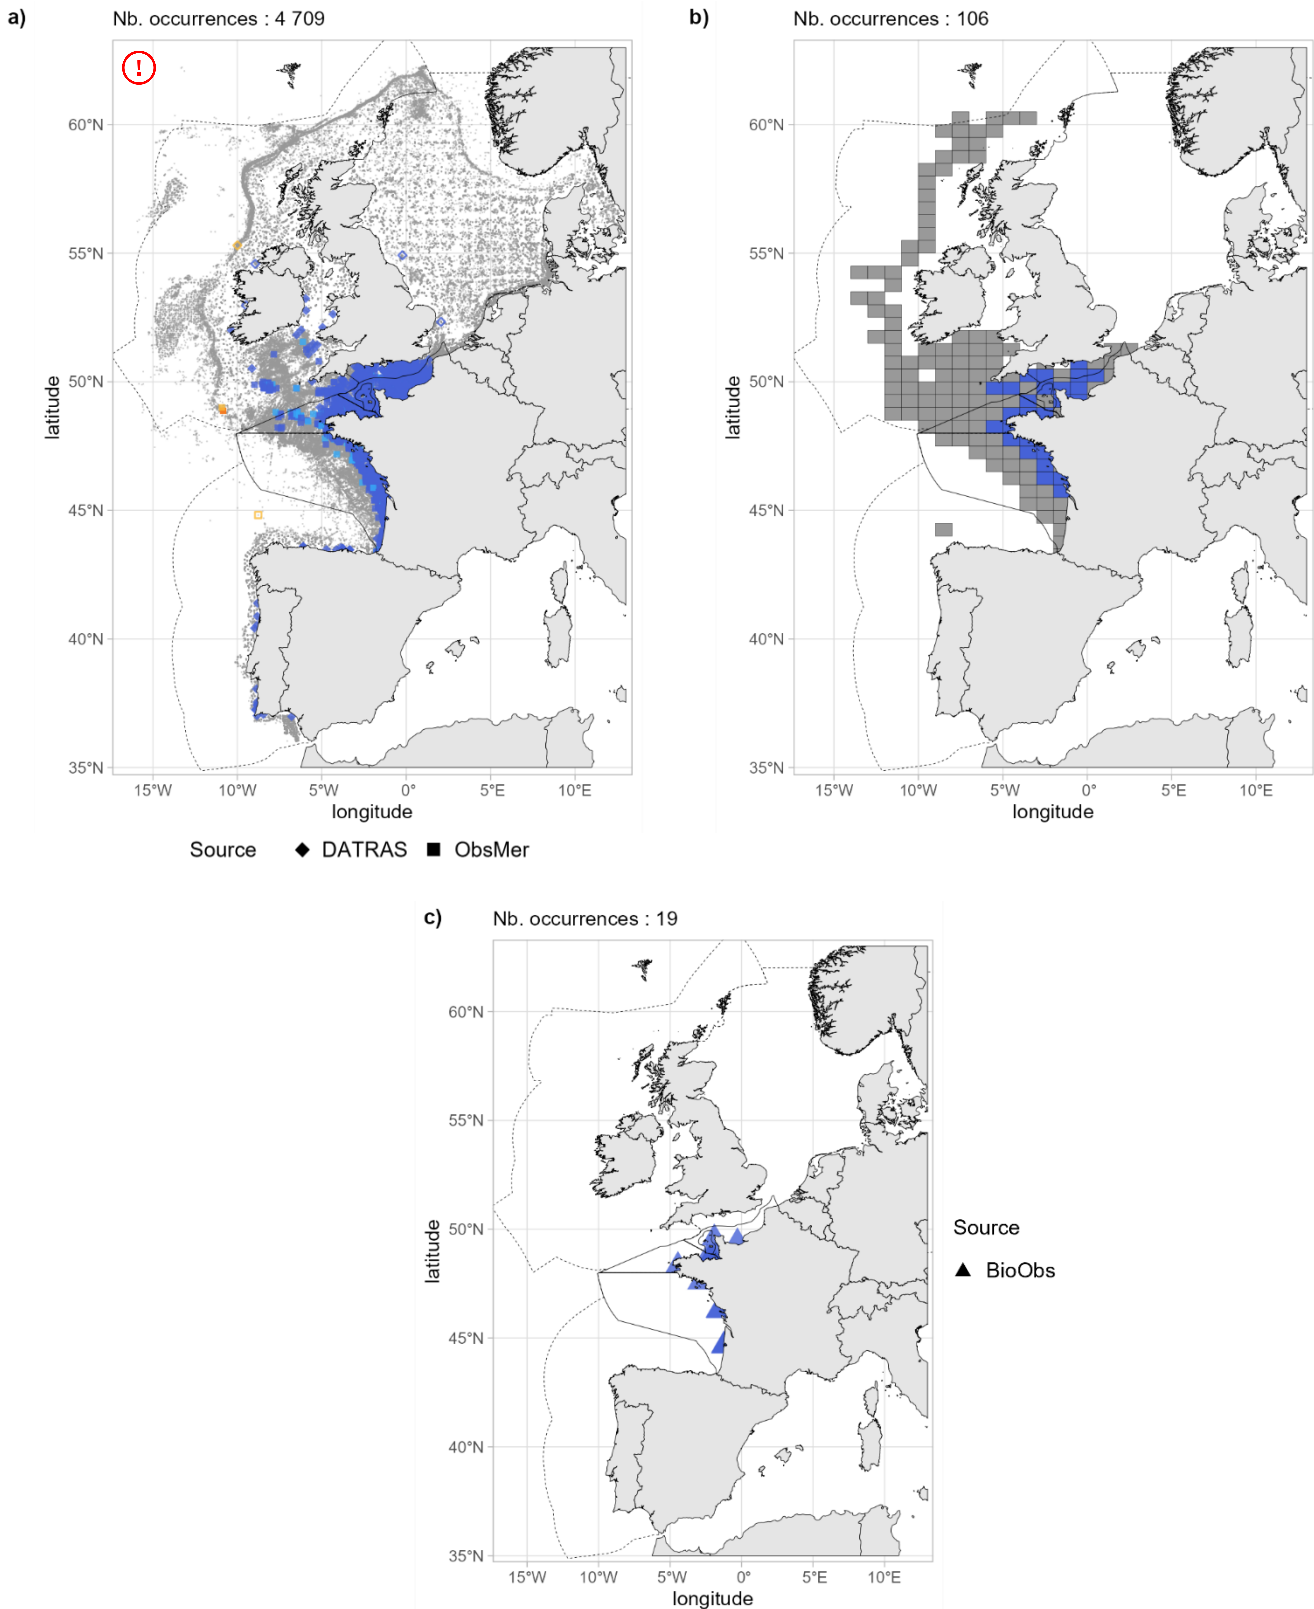 a)
Nb. occurrences : 4 709
!
60°N
55°N
50°N
45°N
40°N
35°N
latitude
15°W 10°W 5°W 0° 5°E 10°E
longitude
Source ◆ DATRAS ■ ObsMer
b)
Nb. occurrences : 106
60°N
55°N
50°N
45°N
40°N
35°N
latitude
15°W 10°W 5°W 0° 5°E 10°E
longitude
c)
Nb. occurrences : 19
60°N
55°N
50°N
45°N
40°N
35°N
latitude
15°W 10°W 5°W 0° 5°E 10°E
longitude
Source
▲ BioObs